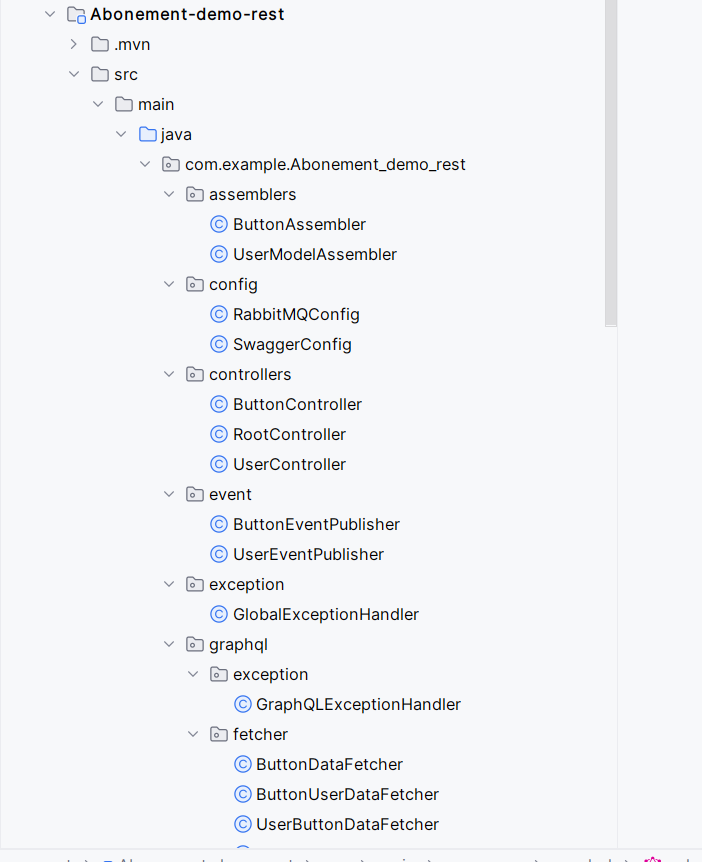 Abonement-demo-rest
.mvn
src
main
java
com.example.Abonement_demo_rest
assemblers
ButtonAssembler
UserModelAssembler
config
RabbitMQConfig
SwaggerConfig
controllers
ButtonController
RootController
UserController
event
ButtonEventPublisher
UserEventPublisher
exception
GlobalExceptionHandler
graphql
exception
GraphQLExceptionHandler
fetcher
ButtonDataFetcher
ButtonUserDataFetcher
UserButtonDataFetcher